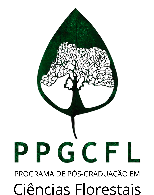 PPGCFL
PROGRAMA DE PÓS-GRADUAÇÃO EM
Ciências Florestais